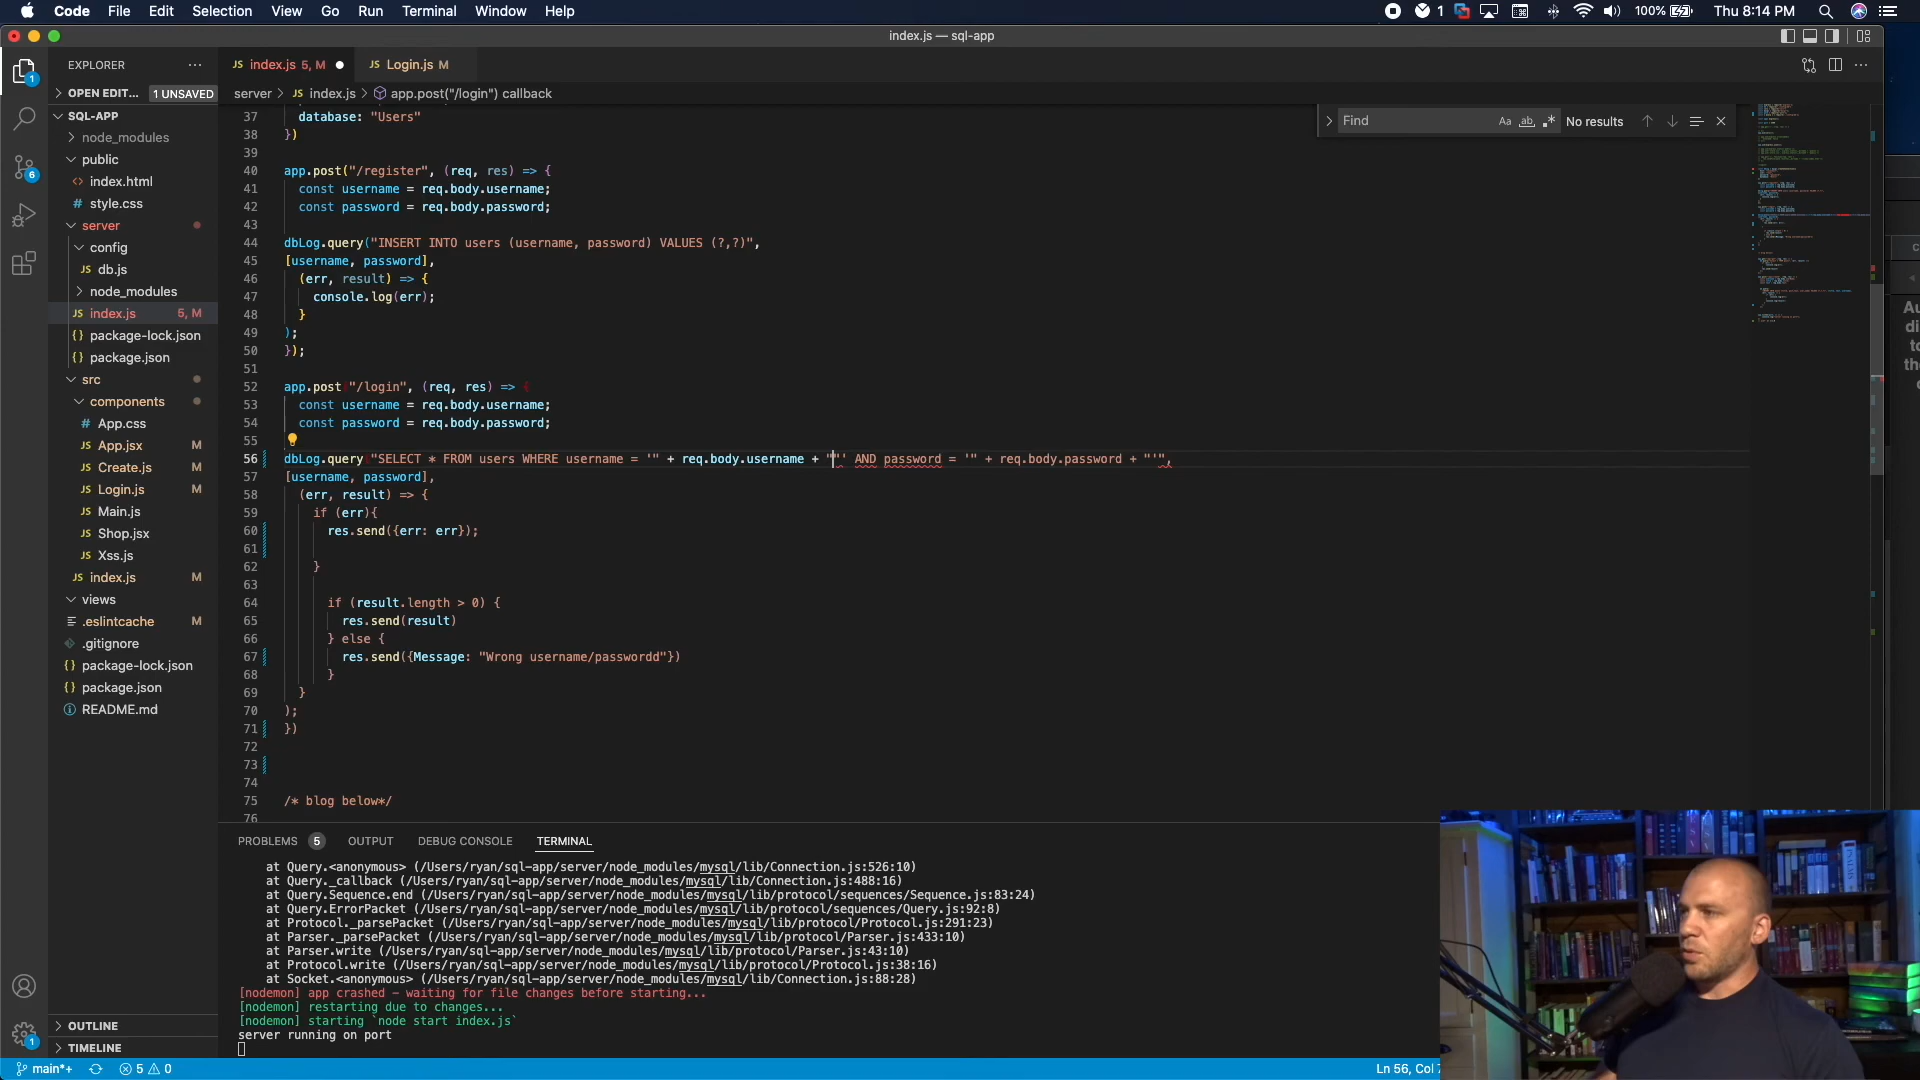 Code File Edit Selection View Go Run Terminal Window Help
1 100% Thu 8:14 PM
index.js — sql-app
EXPLORER
index.js 5, M
Login.js M
OPEN EDIT... 1 UNSAVED
server > index.js > app.post("/login") callback
SQL-APP
node_modules
public
index.html
style.css
server
config
db.js
node_modules
index.js 5, M
package-lock.json
package.json
src
components
App.css
App.jsx M
Create.js M
Login.js M
Main.js
Shop.jsx
Xss.js
index.js M
views
.eslintcache M
.gitignore
package-lock.json
package.json
README.md
OUTLINE
TIMELINE
Find Aa ab No results
37 database: "Users"
38 })
39
40 app.post("/register", (req, res) => {
41 const username = req.body.username;
42 const password = req.body.password;
43
44 dbLog.query("INSERT INTO users (username, password) VALUES (?,?)",
45 [username, password],
46 (err, result) => {
47 console.log(err);
48 }
49 );
50 });
51
52 app.post("/login", (req, res) => {
53 const username = req.body.username;
54 const password = req.body.password;
55
56 dbLog.query("SELECT * FROM users WHERE username = '" + req.body.username + ""'' AND password = '" + req.body.password + "'",
57 [username, password],
58 (err, result) => {
59 if (err){
60 res.send({err: err});
61
62 }
63
64 if (result.length > 0) {
65 res.send(result)
66 } else {
67 res.send({Message: "Wrong username/passwordd"})
68 }
69 }
70 );
71 })
72
73
74
75 /* blog below*/
76
PROBLEMS 5 OUTPUT DEBUG CONSOLE TERMINAL
at Query.<anonymous> (/Users/ryan/sql-app/server/node_modules/mysql/lib/Connection.js:526:10)
at Query._callback (/Users/ryan/sql-app/server/node_modules/mysql/lib/Connection.js:488:16)
at Query.Sequence.end (/Users/ryan/sql-app/server/node_modules/mysql/lib/protocol/sequences/Sequence.js:83:24)
at Query.ErrorPacket (/Users/ryan/sql-app/server/node_modules/mysql/lib/protocol/sequences/Query.js:92:8)
at Protocol._parsePacket (/Users/ryan/sql-app/server/node_modules/mysql/lib/protocol/Protocol.js:291:23)
at Parser._parsePacket (/Users/ryan/sql-app/server/node_modules/mysql/lib/protocol/Parser.js:433:10)
at Parser.write (/Users/ryan/sql-app/server/node_modules/mysql/lib/protocol/Parser.js:43:10)
at Protocol.write (/Users/ryan/sql-app/server/node_modules/mysql/lib/protocol/Protocol.js:38:16)
at Socket.<anonymous> (/Users/ryan/sql-app/server/node_modules/mysql/lib/Connection.js:88:28)
[nodemon] app crashed - waiting for file changes before starting...
[nodemon] restarting due to changes...
[nodemon] starting `node start index.js`
server running on port
main*+ 5 0
Ln 56, Col